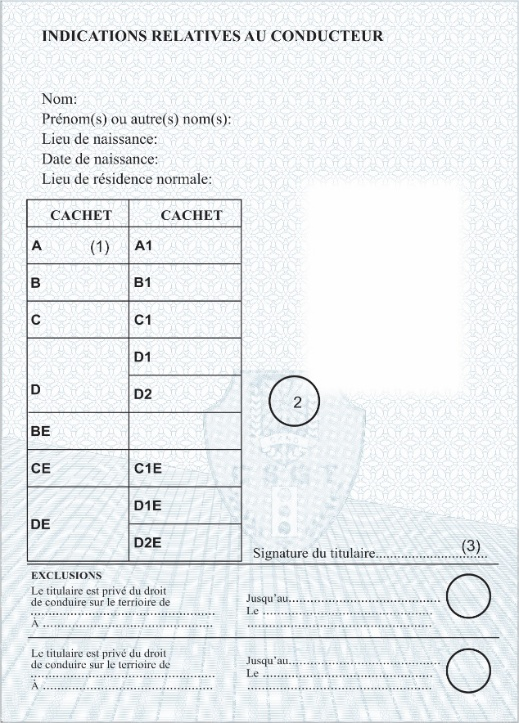 INDICATIONS RELATIVES AU CONDUCTEUR
Nom:
Prénom(s) ou autre(s) nom(s):
Lieu de naissance:
Date de naissance:
Lieu de résidence normale:
CACHET CACHET
A (1) A1
B B1
C C1
D1
D D2
BE
CE C1E
D1E
DE
D2E
2
Signature du titulaire.................................(3)
EXCLUSIONS
Le titulaire est privé du droit
de conduire sur le terrioire de
Jusqu'au..................................................
Le ........................................................
À ........................................................
Le titulaire est privé du droit
de conduire sur le terrioire de
Jusqu'au..................................................
Le ........................................................
À ........................................................